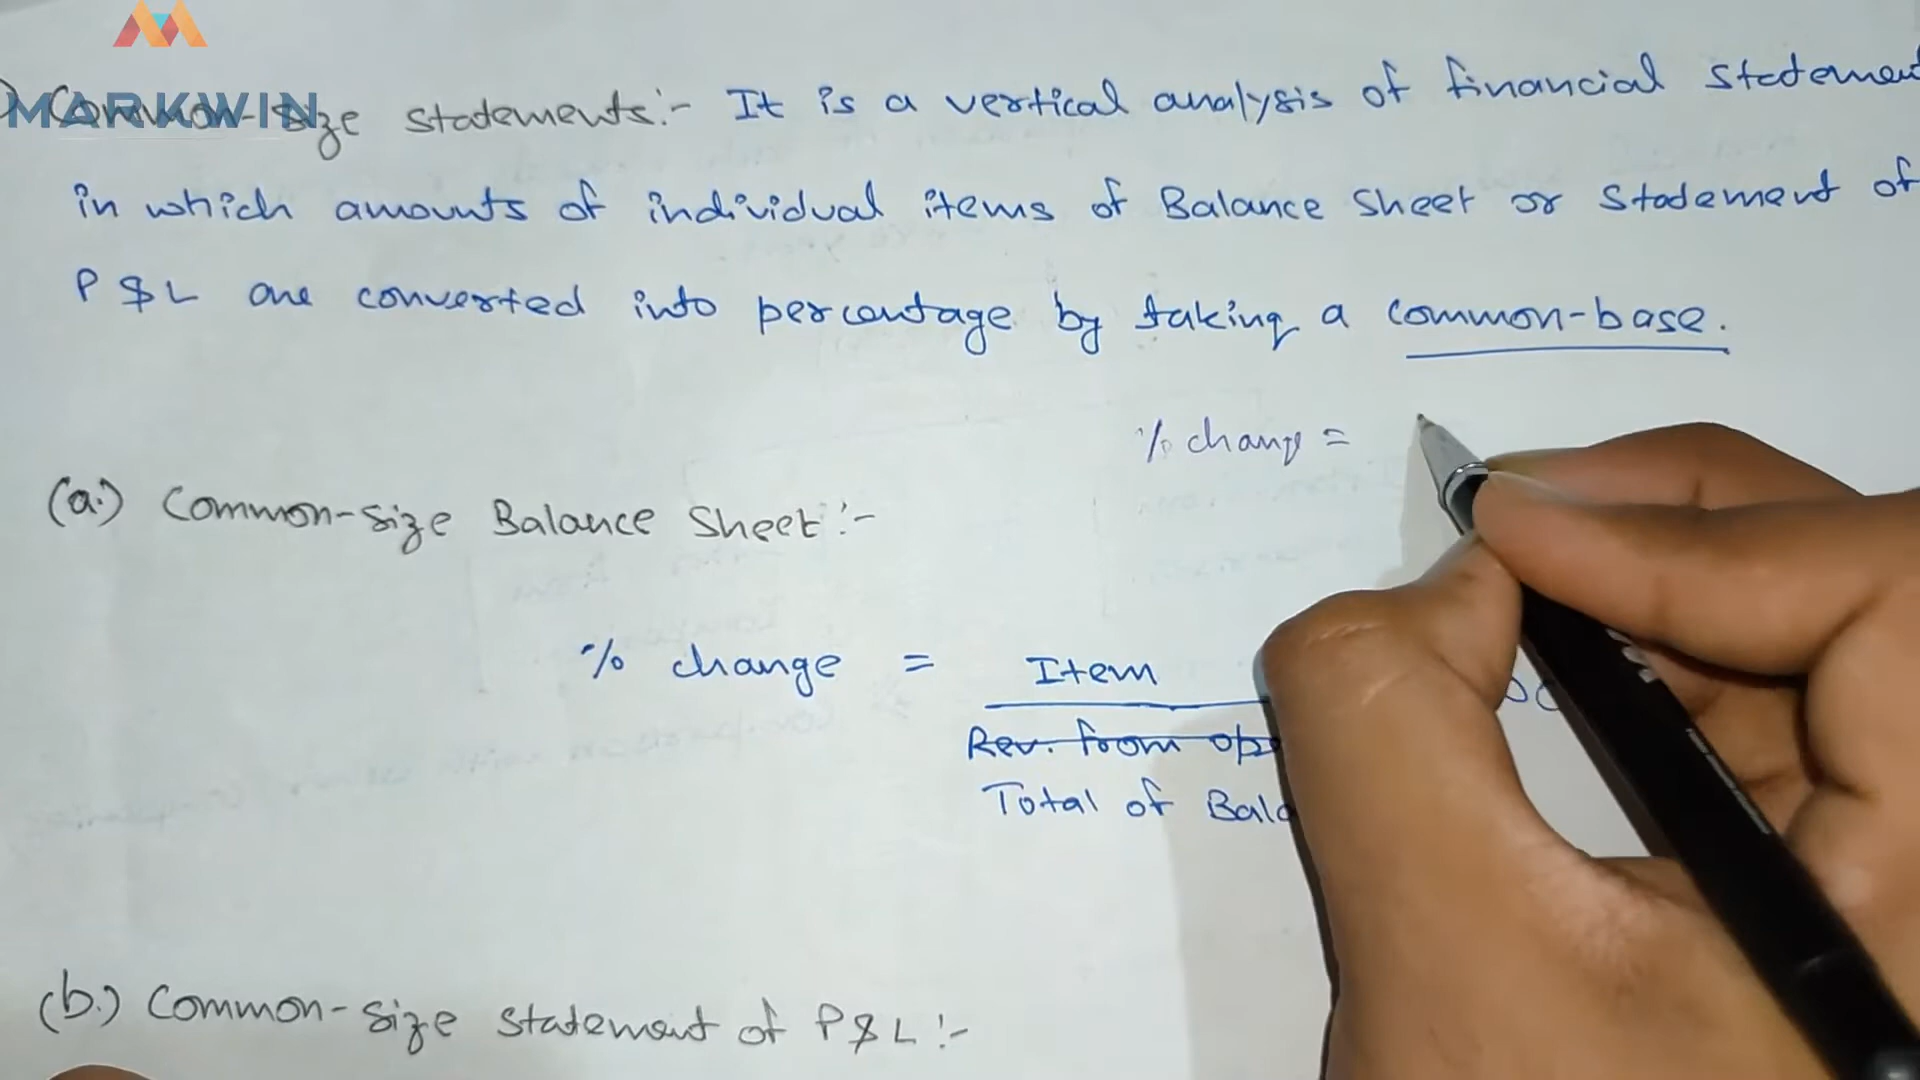 MARKWIN
Common-size statements:- It is a vertical analysis of financial statement
in which amounts of individual items of Balance Sheet or Statement of
P & L are converted into percentage by taking a common-base.
% change =
(a.) Common-size Balance Sheet:-
% change = Item
Rev. from ope
Total of Bala
(b.) Common-size statement of P & L:-